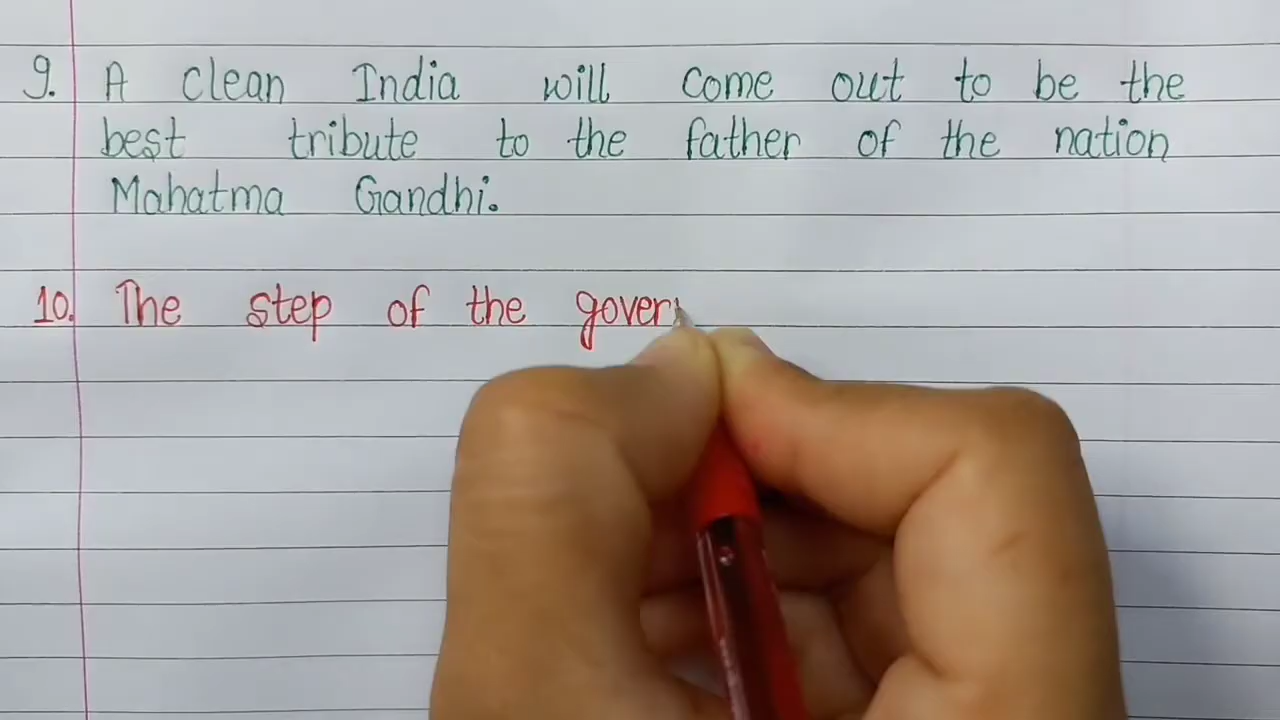 9. A clean India will come out to be the
best tribute to the father of the nation
Mahatma Gandhi.
10. The step of the gover